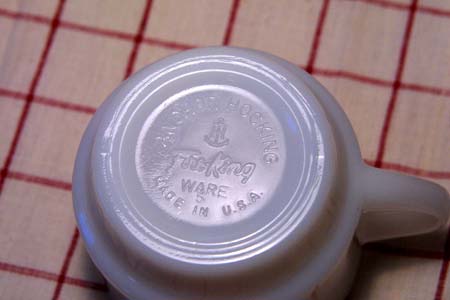 ANCHOR HOCKING
Fire-King
WARE
5
MADE IN U.S.A.